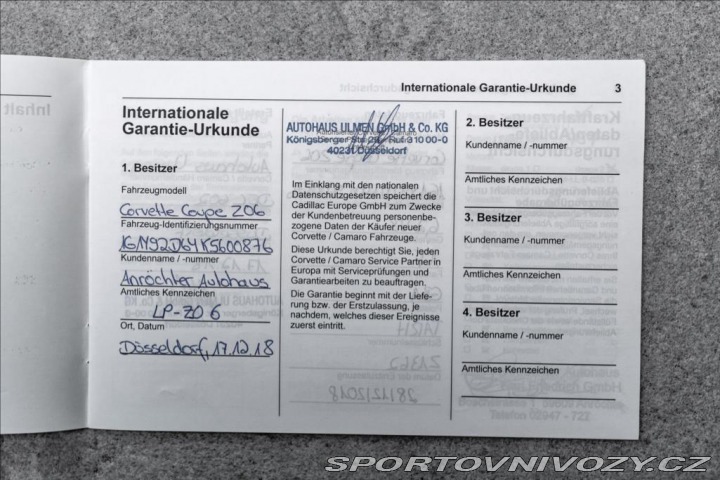 Internationale Garantie-Urkunde 3
Internationale
Garantie-Urkunde
1. Besitzer
Fahrzeugmodell
Corvette Coupe Z06
Fahrzeug-Identifizierungsnummer
1GN92D64K5600876
Kundenname / -nummer
Anröchter Autohaus
Amtliches Kennzeichen
LP-ZO 6
Ort, Datum
Düsseldorf, 17.12.18
AUTOHAUS ULMEN GmbH & Co. KG
Königsberger Str.
40231 Düsseldorf
Im Einklang mit den nationalen
Datenschutzgesetzen speichert die
Cadillac Europe GmbH zum Zwecke
der Kundenbetreuung personenbe-
zogene Daten der Käufer neuer
Corvette / Camaro Fahrzeuge.
Diese Urkunde berechtigt Sie, jeden
Corvette / Camaro Service Partner in
Europa mit Serviceprüfungen und
Garantiearbeiten zu beauftragen.
Die Garantie beginnt mit der Liefe-
rung bzw. der Erstzulassung, je
nachdem, welches dieser Ereignisse
zuerst eintritt.
2. Besitzer
Kundenname / -nummer
Amtliches Kennzeichen
3. Besitzer
Kundenname / -nummer
Amtliches Kennzeichen
4. Besitzer
Kundenname / -nummer
Amtliches Kennzeichen
SPORTOVNIVOZY.CZ